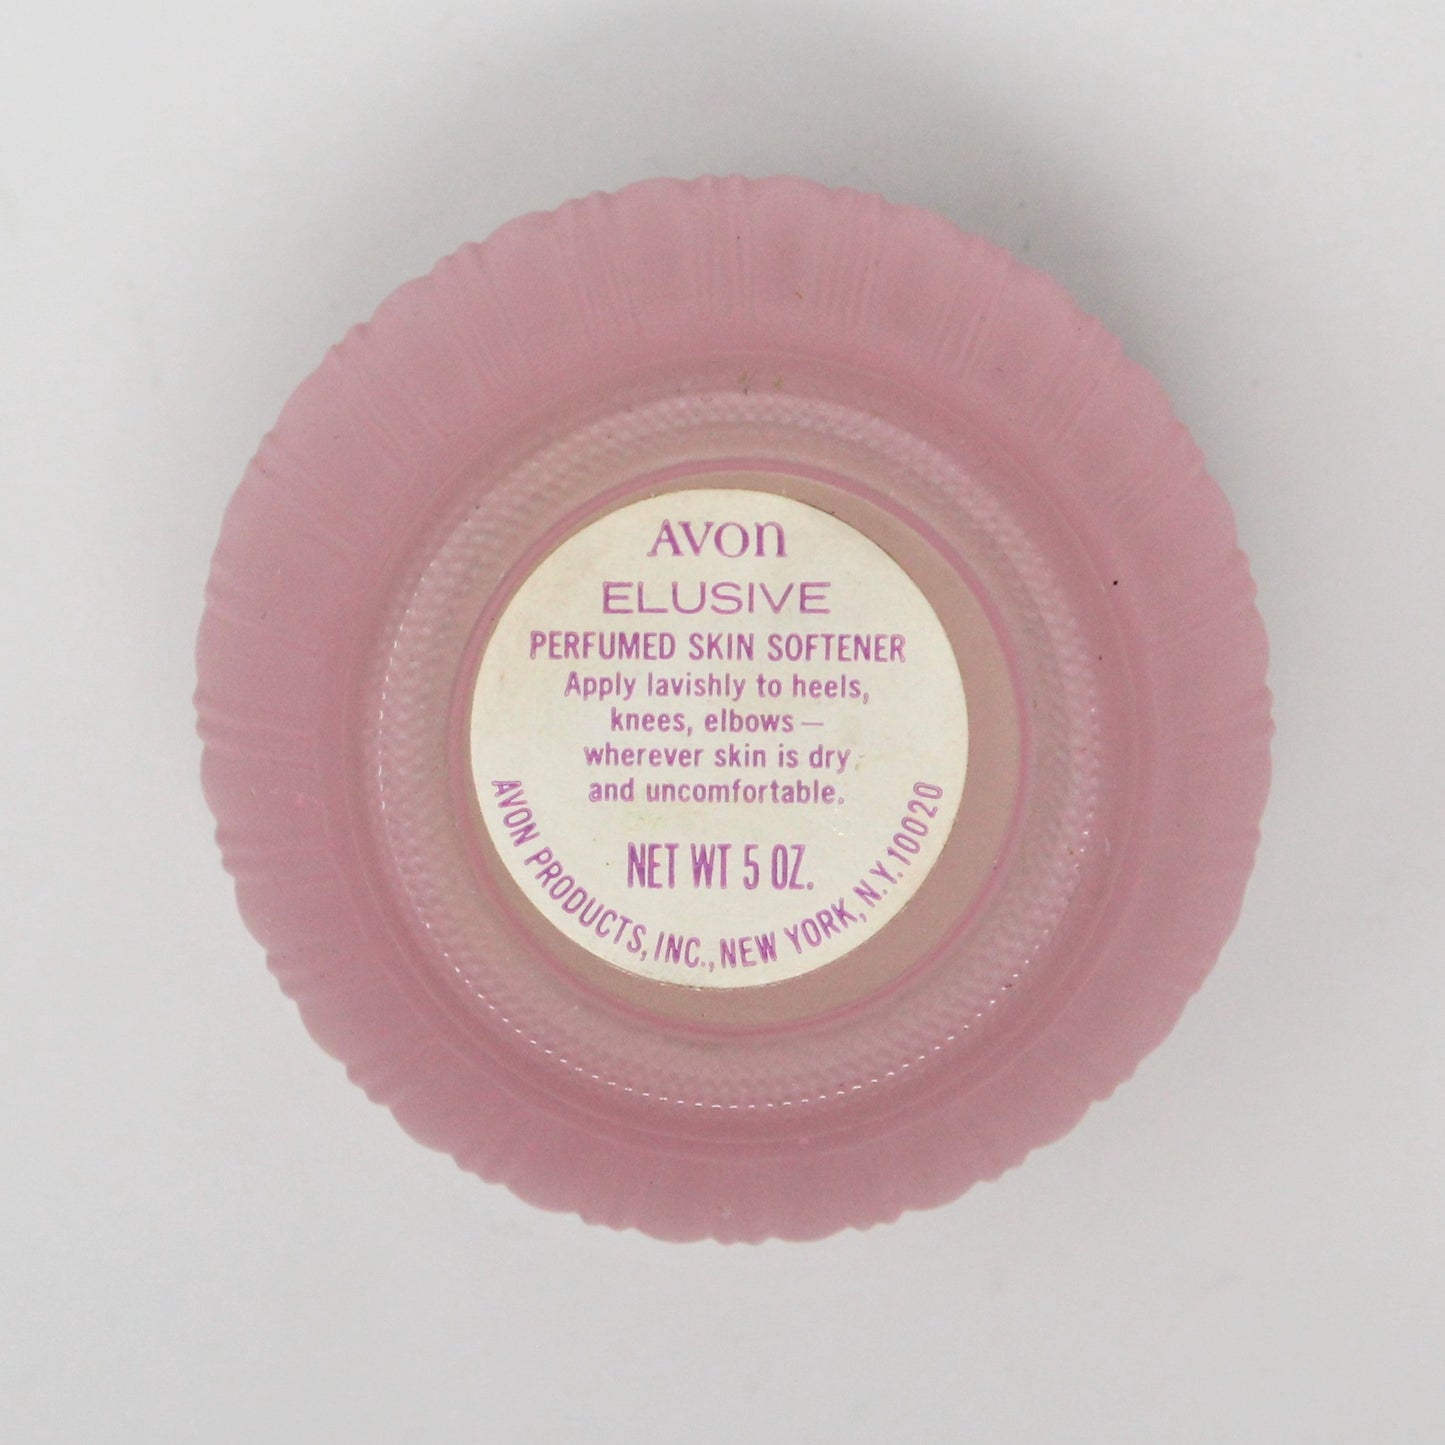 AVON
ELUSIVE
PERFUMED SKIN SOFTENER
Apply lavishly to heels,
knees, elbows —
wherever skin is dry
and uncomfortable.
NET WT 5 OZ.
AVON PRODUCTS, INC., NEW YORK, N.Y. 10020